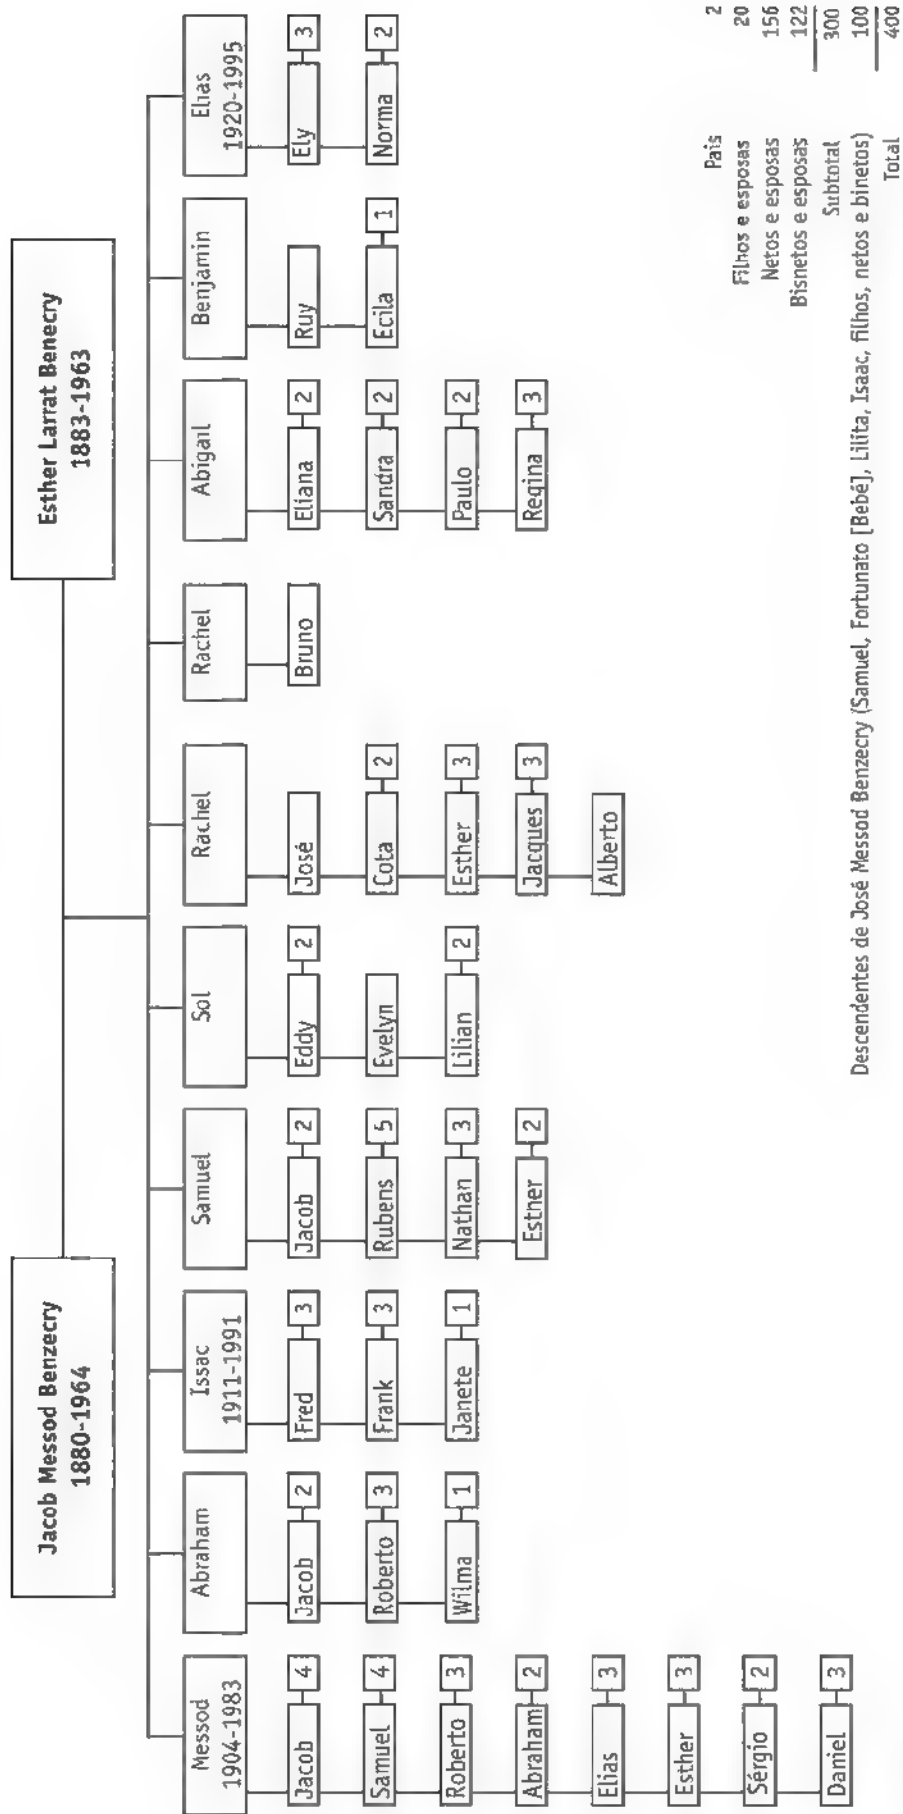 Jacob Messod Benzecry
1880-1964
Esther Larrat Benecry
1883-1963
Messod
1904-1983
Jacob 4
Samuel 4
Roberto 3
Abraham 2
Elias 3
Esther 3
Sérgio 2
Daniel 3
Abraham
Jacob 2
Roberto 3
Wilma 1
Issac
1911-1991
Fred 3
Frank 3
Janete 1
Samuel
Jacob 2
Rubens 5
Nathan 3
Esther 2
Sol
Eddy 2
Evelyn
Lilian 2
Rachel
José
Cota 2
Esther 3
Jacques 3
Alberto
Rachel
Bruno
Abigail
Eliana 2
Sandra 2
Paulo 2
Regina 3
Benjamin
Ruy
Ecila 1
Elias
1920-1995
Ely 3
Norma 2
Pais 2
Filhos e esposas 20
Netos e esposas 156
Bisnetos e esposas 122
Subtotal 300
Descendentes de José Messod Benzecry (Samuel, Fortunato [Bebé], Lilita, Isaac, filhos, netos e binetos) 100
Total 400